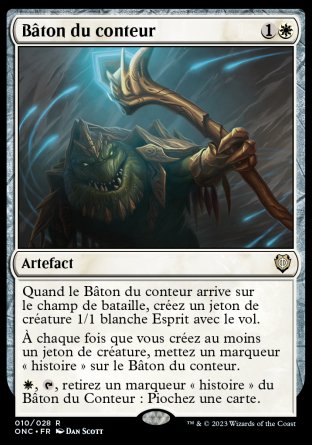 Bâton du conteur 1
Artefact
Quand le Bâton du conteur arrive sur
le champ de bataille, créez un jeton de
créature 1/1 blanche Esprit avec le vol.
À chaque fois que vous créez au moins
un jeton de créature, mettez un marqueur
« histoire » sur le Bâton du conteur.
, , retirez un marqueur « histoire » du
Bâton du Conteur : Piochez une carte.
010/028 R
ONC • FR Dan Scott
™ & © 2023 Wizards of the Coast